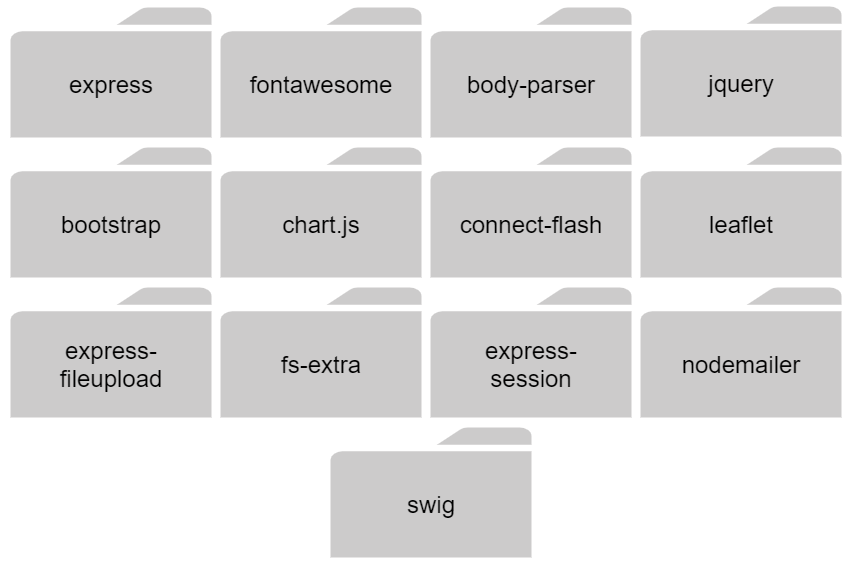 express
fontawesome
body-parser
jquery
bootstrap
chart.js
connect-flash
leaflet
express-
fileupload
fs-extra
express-
session
nodemailer
swig